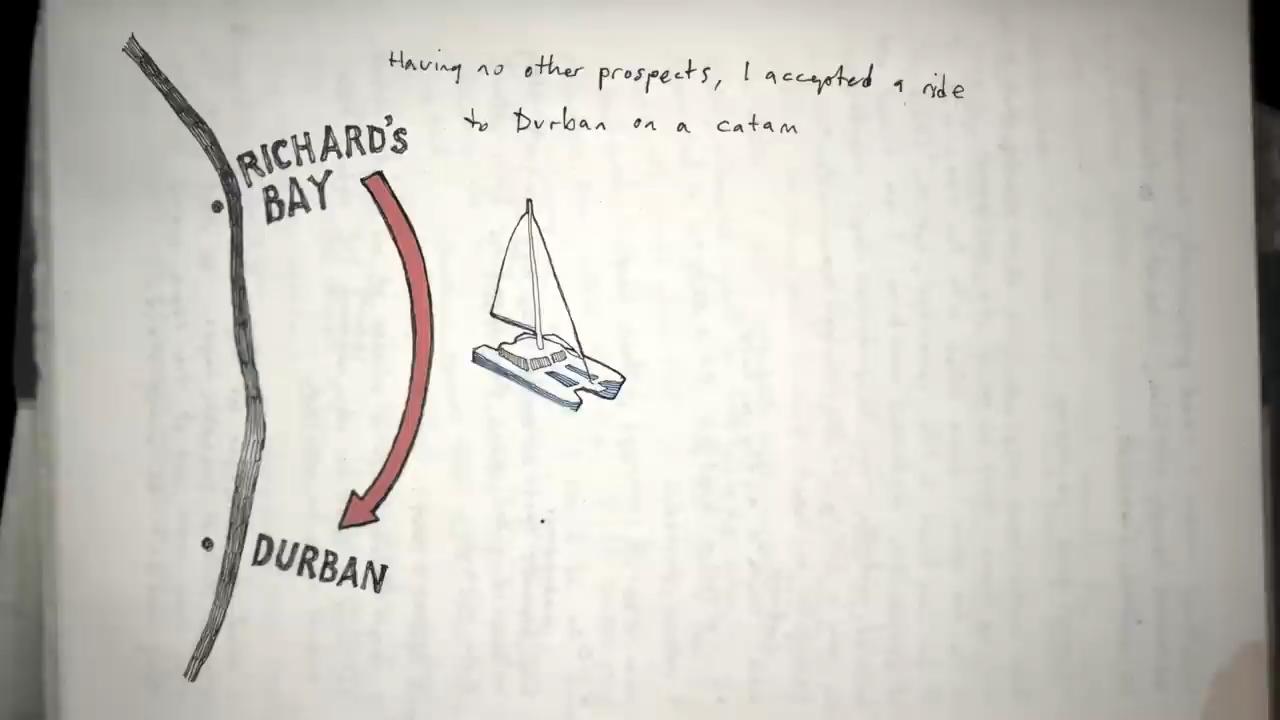 Having no other prospects, I accepted a ride
to Durban on a catam
RICHARD'S
BAY
DURBAN